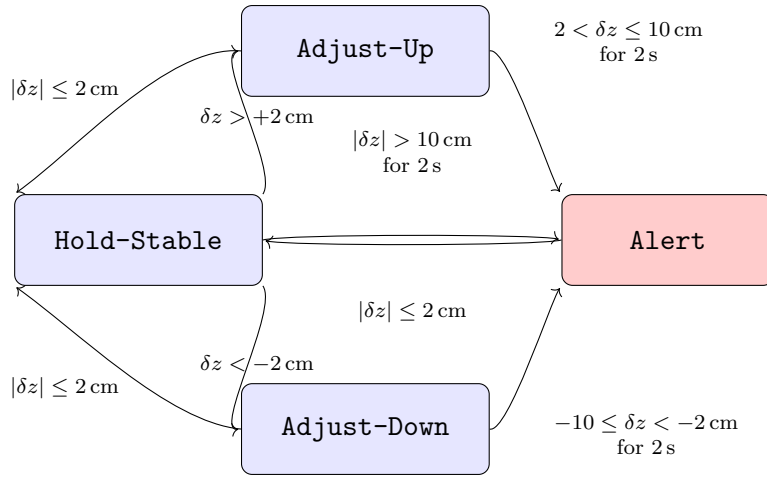 2 < δz ≤ 10 cm
for 2 s
Adjust-Up
|δz| ≤ 2 cm
δz > +2 cm
|δz| > 10 cm
for 2 s
Hold-Stable
Alert
|δz| ≤ 2 cm
δz < −2 cm
|δz| ≤ 2 cm
Adjust-Down
−10 ≤ δz < −2 cm
for 2 s